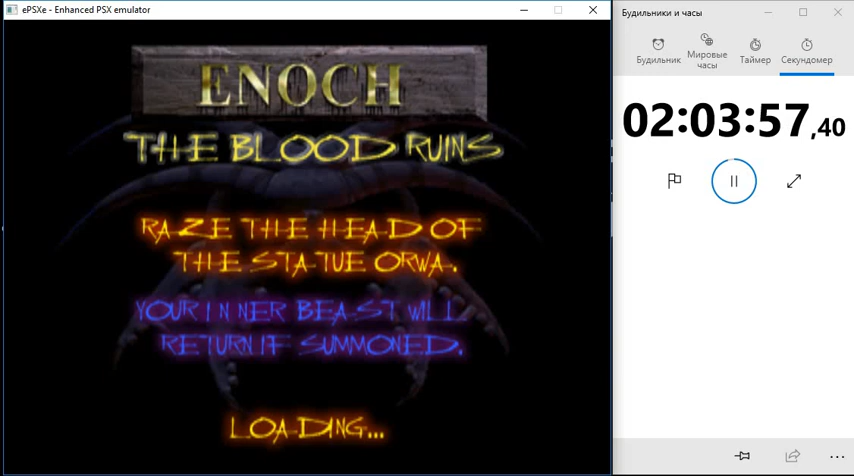 ePSXe - Enhanced PSX emulator
ENOCH
THE BLOOD RUINS
RAZE THE HEAD OF
THE STATUE ORWA.
YOUR INNER BEAST WILL
RETURN IF SUMMONED.
LOADING...
Будильники и часы
Будильник
Мировые
часы
Таймер
Секундомер
02:03:57,40